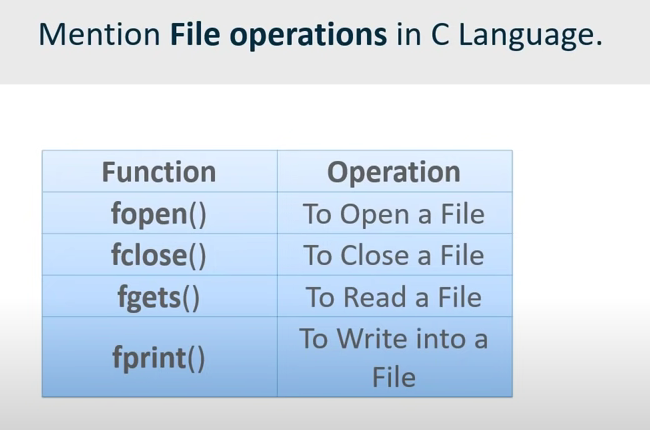 Mention File operations in C Language.
Function Operation
fopen() To Open a File
fclose() To Close a File
fgets() To Read a File
fprint() To Write into a
File